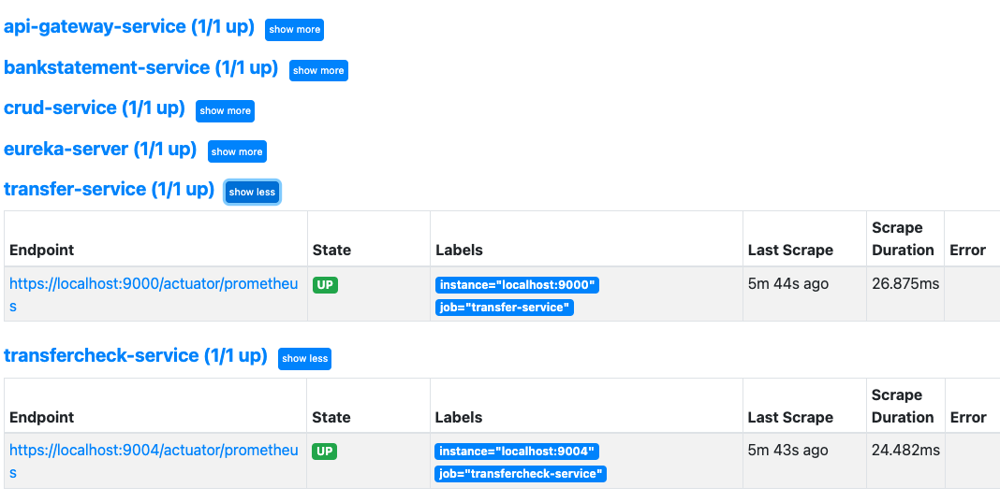 api-gateway-service (1/1 up) show more
bankstatement-service (1/1 up) show more
crud-service (1/1 up) show more
eureka-server (1/1 up) show more
transfer-service (1/1 up) show less
Endpoint State Labels Last Scrape Scrape Duration Error
https://localhost:9000/actuator/prometheu UP instance="localhost:9000" 5m 44s ago 26.875ms
s job="transfer-service"
transfercheck-service (1/1 up) show less
Endpoint State Labels Last Scrape Scrape Duration Error
https://localhost:9004/actuator/prometheu UP instance="localhost:9004" 5m 43s ago 24.482ms
s job="transfercheck-service"